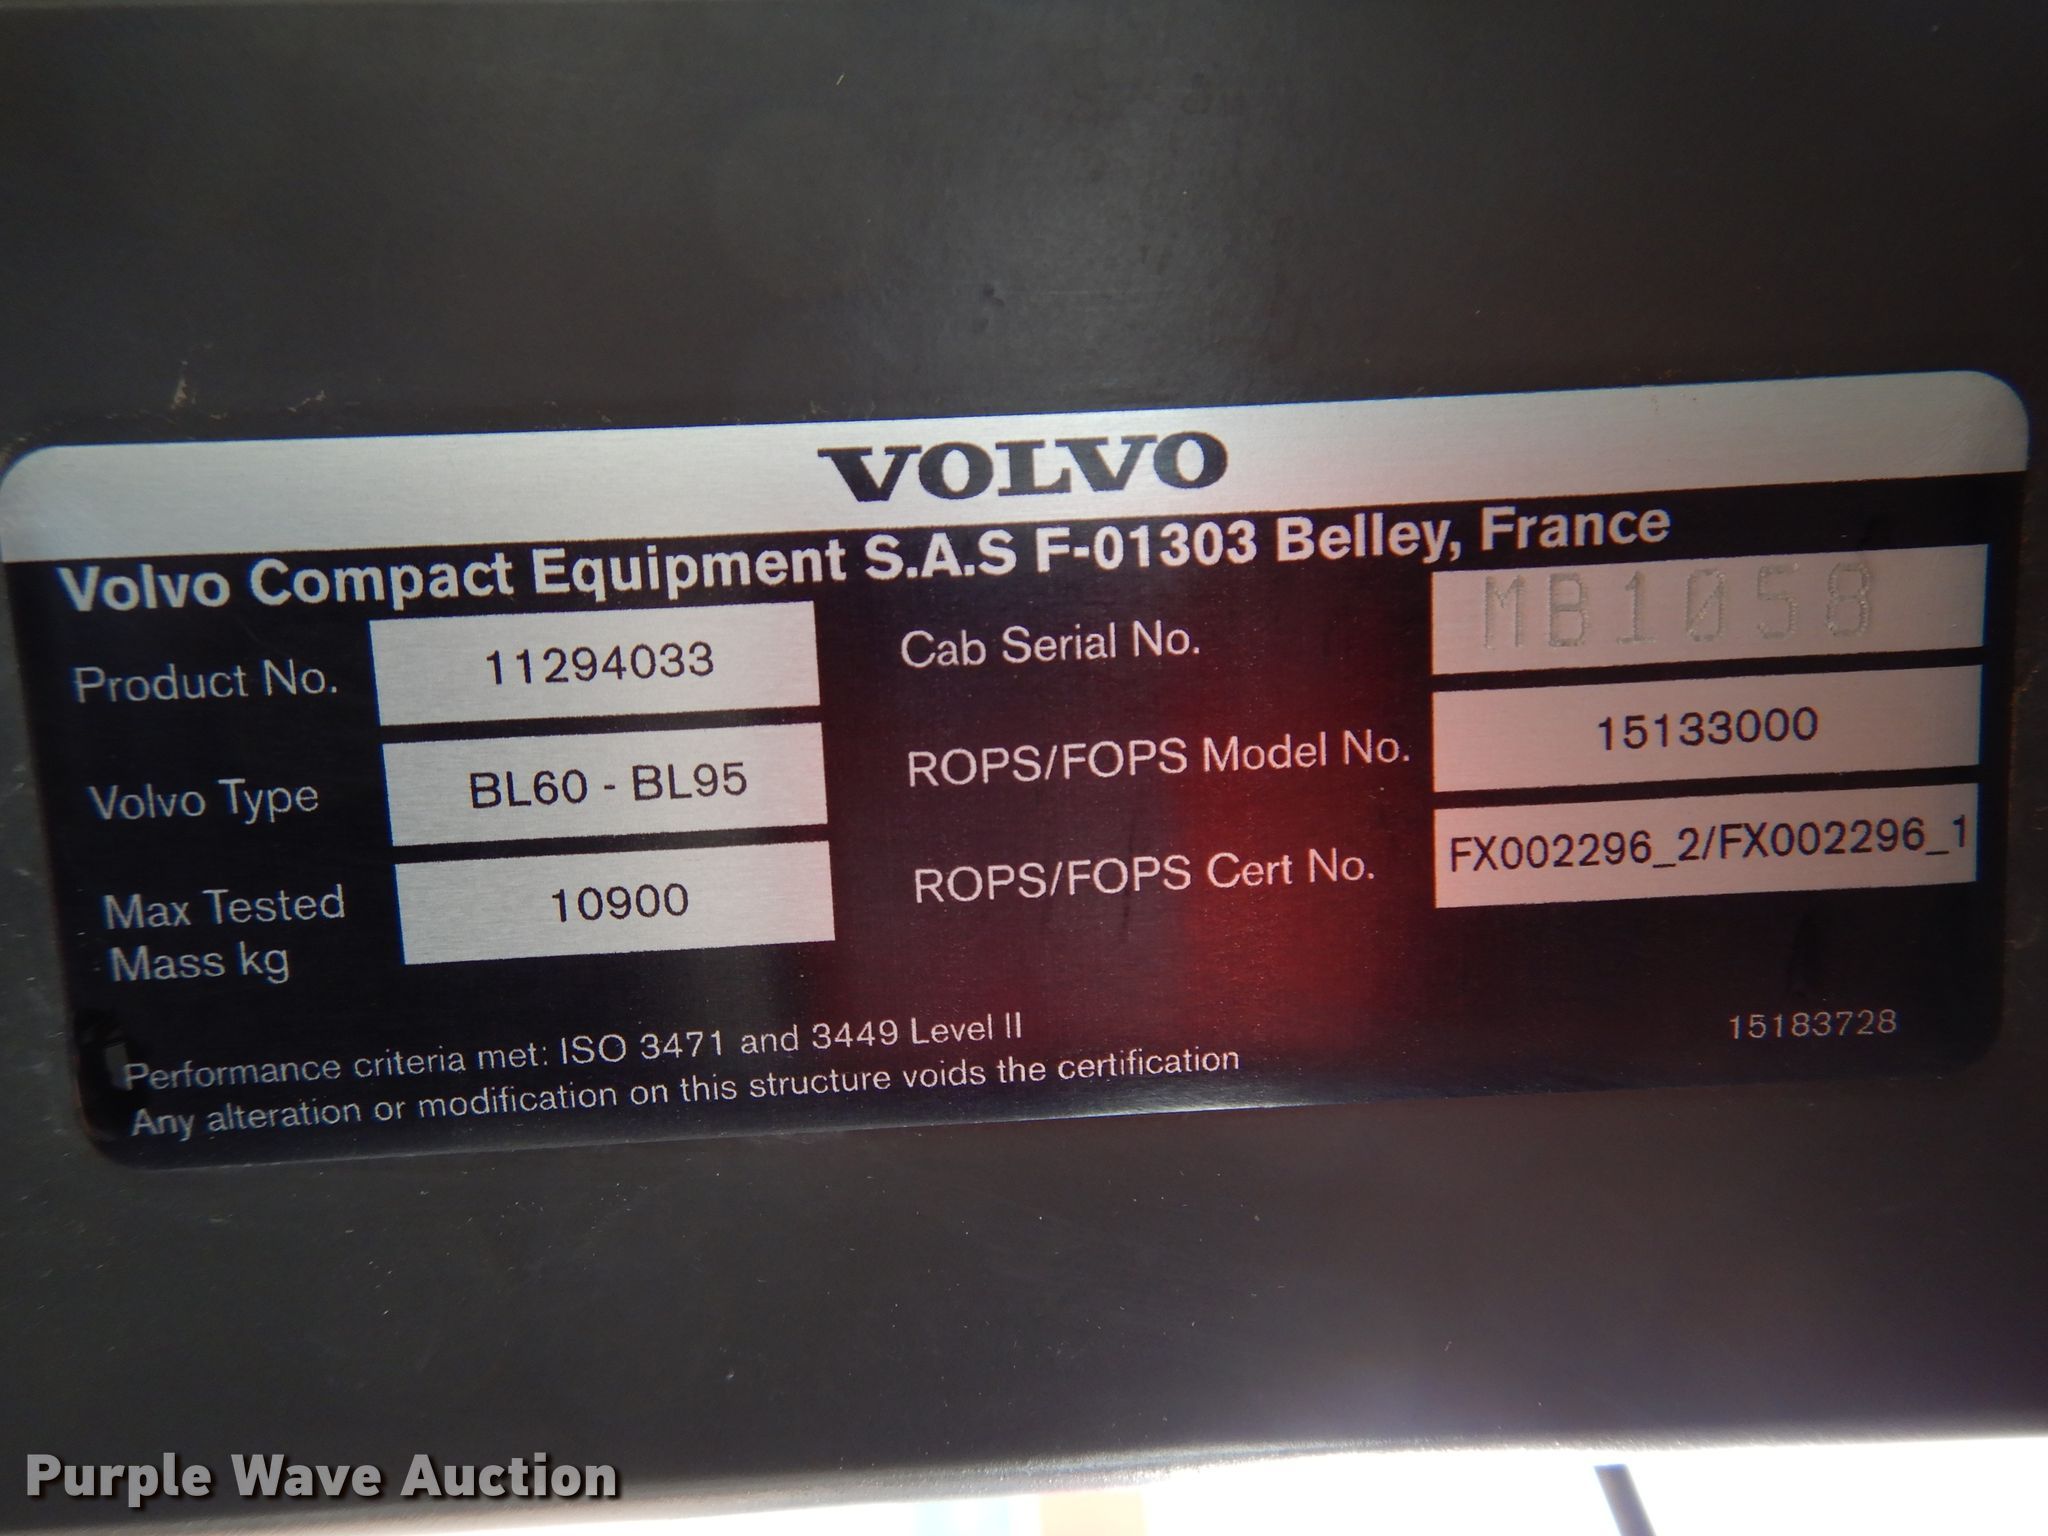 VOLVO
Volvo Compact Equipment S.A.S F-01303 Belley, France
Product No. 11294033
Cab Serial No. MB1058
Volvo Type BL60 - BL95
ROPS/FOPS Model No. 15133000
Max Tested Mass kg 10900
ROPS/FOPS Cert No. FX002296_2/FX002296_1
Performance criteria met: ISO 3471 and 3449 Level II
Any alteration or modification on this structure voids the certification
15183728
Purple Wave Auction